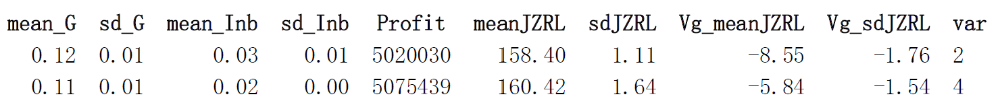 mean_G sd_G mean_Inb sd_Inb Profit meanJZRL sdJZRL Vg_meanJZRL Vg_sdJZRL var
0.12 0.01 0.03 0.01 5020030 158.40 1.11 -8.55 -1.76 2
0.11 0.01 0.02 0.00 5075439 160.42 1.64 -5.84 -1.54 4